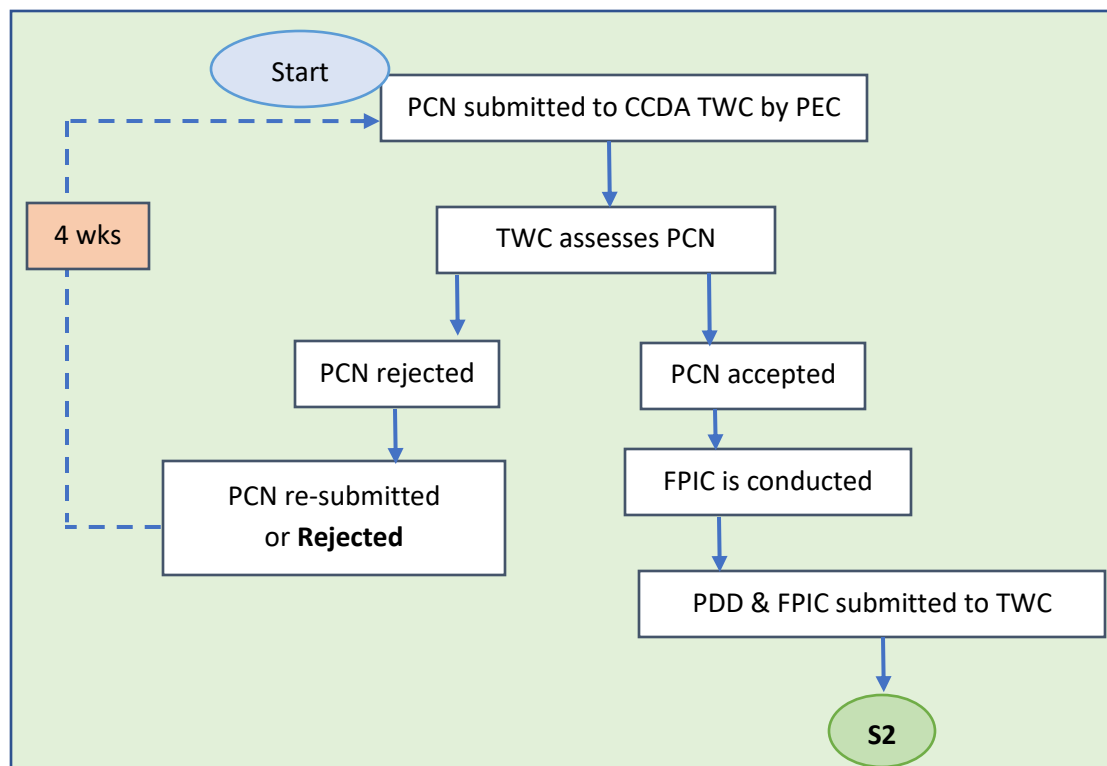 Start
PCN submitted to CCDA TWC by PEC
4 wks
TWC assesses PCN
PCN rejected
PCN accepted
PCN re-submitted
or Rejected
FPIC is conducted
PDD & FPIC submitted to TWC
S2